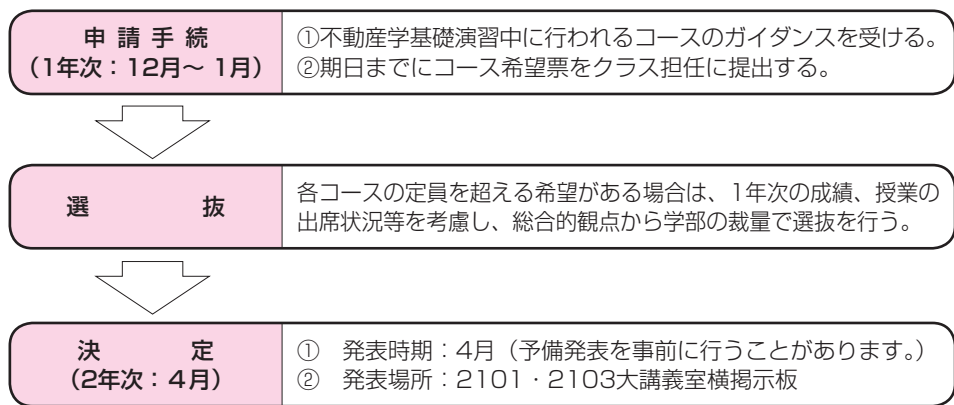 申 請 手 続
（1年次：12月～ 1月）
①不動産学基礎演習中に行われるコースのガイダンスを受ける。
②期日までにコース希望票をクラス担任に提出する。
選　　　抜
各コースの定員を超える希望がある場合は、1年次の成績、授業の
出席状況等を考慮し、総合的観点から学部の裁量で選抜を行う。
決　　　定
（2年次：4月）
①　発表時期：4月（予備発表を事前に行うことがあります。）
②　発表場所：2101・2103大講義室横掲示板